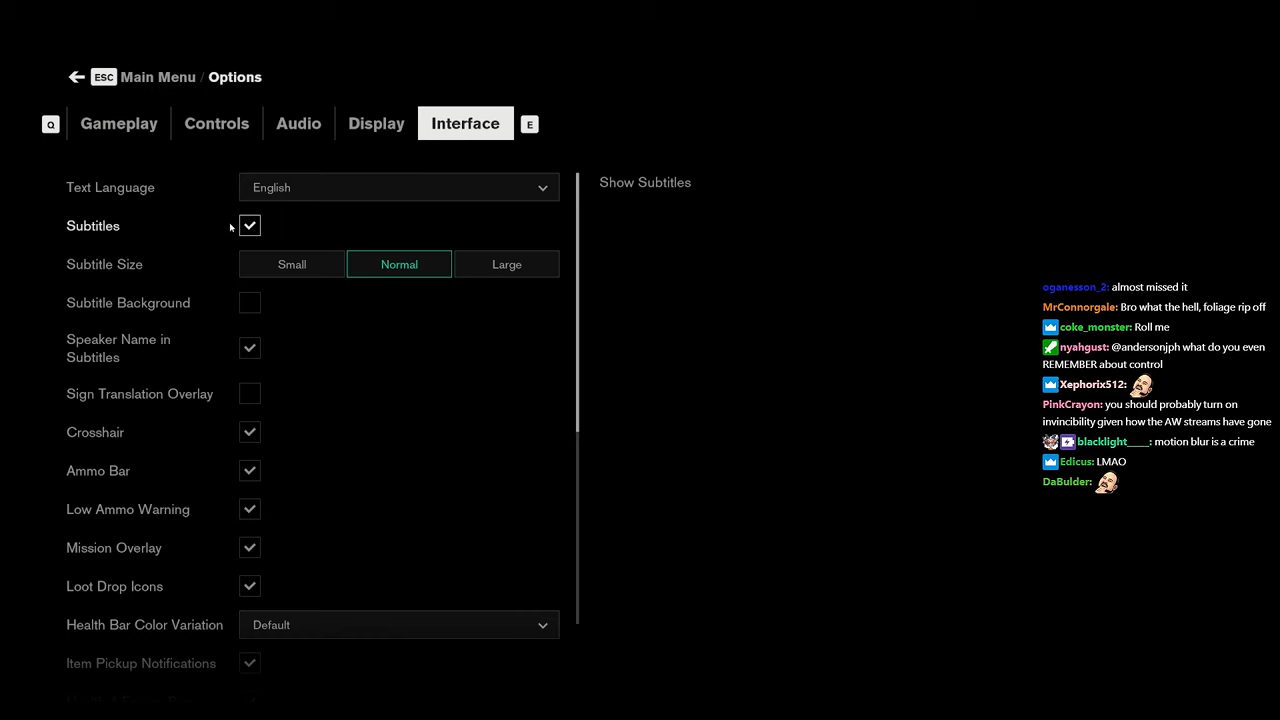 ESC Main Menu / Options
Q Gameplay Controls Audio Display Interface E
Text Language English
Show Subtitles
Subtitles
Subtitle Size Small Normal Large
Subtitle Background
Speaker Name in
Subtitles
Sign Translation Overlay
Crosshair
Ammo Bar
Low Ammo Warning
Mission Overlay
Loot Drop Icons
Health Bar Color Variation Default
Item Pickup Notifications
oganesson_2: almost missed it
MrConnorgale: Bro what the hell, foliage rip off
coke_monster: Roll me
nyahgust: @andersonjph what do you even
REMEMBER about control
Xephorix512:
PinkCrayon: you should probably turn on
invincibility given how the AW streams have gone
blacklight____: motion blur is a crime
Edicus: LMAO
DaBulder: